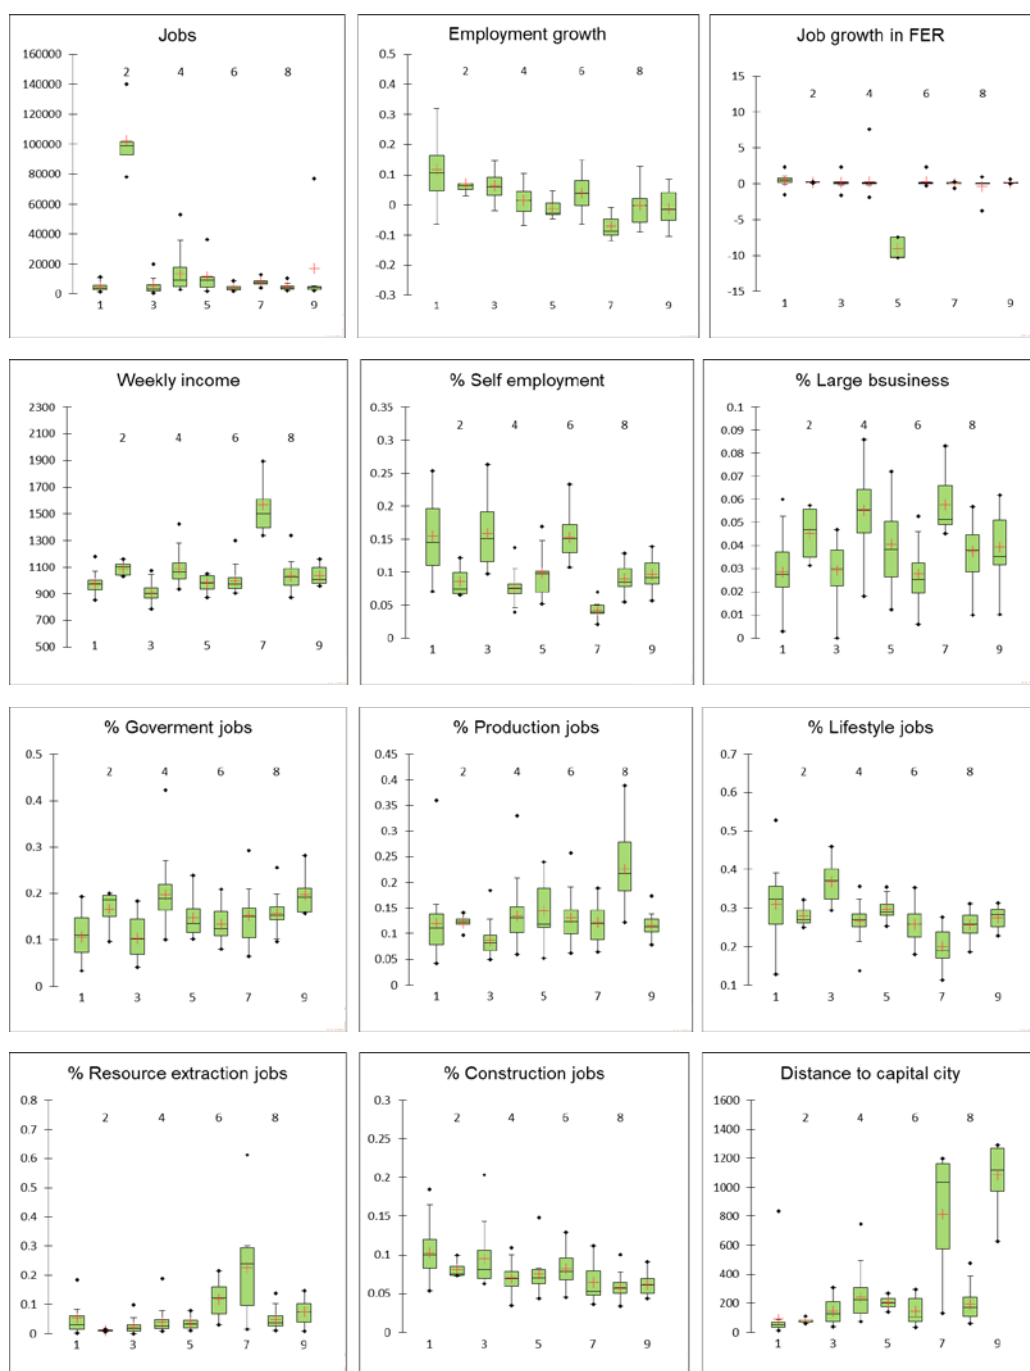 Jobs
160000
140000
120000
100000
80000
60000
40000
20000
0
2 4 6 8
1 3 5 7 9
Employment growth
0.5
0.4
0.3
0.2
0.1
0
-0.1
-0.2
-0.3
2 4 6 8
1 3 5 7 9
Job growth in FER
15
10
5
0
-5
-10
-15
2 4 6 8
1 3 5 7 9
Weekly income
2300
2100
1900
1700
1500
1300
1100
900
700
500
2 4 6 8
1 3 5 7 9
% Self employment
0.35
0.3
0.25
0.2
0.15
0.1
0.05
0
2 4 6 8
1 3 5 7 9
% Large bsusiness
0.1
0.09
0.08
0.07
0.06
0.05
0.04
0.03
0.02
0.01
0
2 4 6 8
1 3 5 7 9
% Goverment jobs
0.5
0.4
0.3
0.2
0.1
0
2 4 6 8
1 3 5 7 9
% Production jobs
0.45
0.4
0.35
0.3
0.25
0.2
0.15
0.1
0.05
0
2 4 6 8
1 3 5 7 9
% Lifestyle jobs
0.7
0.6
0.5
0.4
0.3
0.2
0.1
2 4 6 8
1 3 5 7 9
% Resource extraction jobs
0.8
0.7
0.6
0.5
0.4
0.3
0.2
0.1
0
2 4 6 8
1 3 5 7 9
% Construction jobs
0.3
0.25
0.2
0.15
0.1
0.05
0
2 4 6 8
1 3 5 7 9
Distance to capital city
1600
1400
1200
1000
800
600
400
200
0
2 4 6 8
1 3 5 7 9